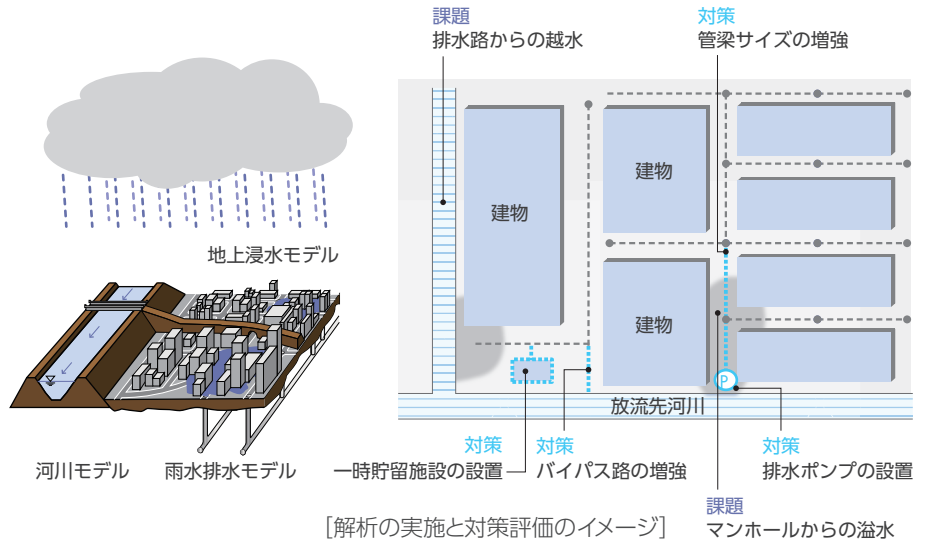 課題
排水路からの越水
対策
管梁サイズの増強
建物
建物
建物
P
放流先河川
地上浸水モデル
河川モデル
雨水排水モデル
対策
一時貯留施設の設置
対策
バイパス路の増強
対策
排水ポンプの設置
課題
マンホールからの溢水
[解析の実施と対策評価のイメージ]